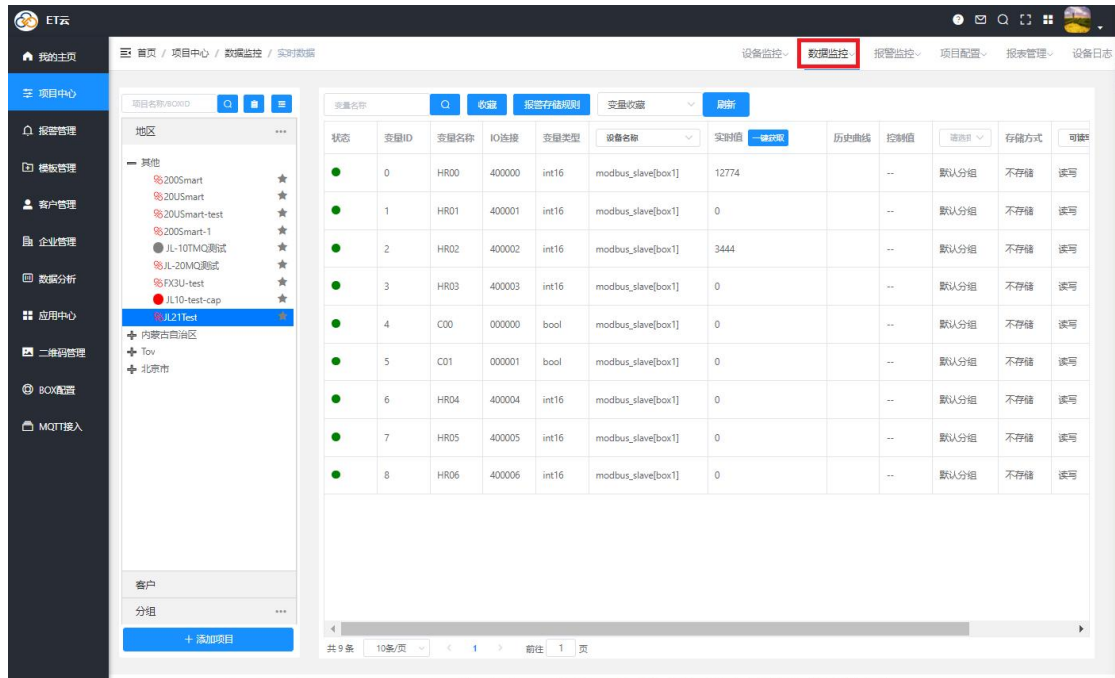 ET云
我的主页
项目中心
报警管理
模板管理
客户管理
企业管理
数据分析
应用中心
二维码管理
BOX配置
MQTT接入
首页 / 项目中心 / 数据监控 / 实时数据
设备监控 数据监控 报警监控 项目配置 报表管理 设备日志
项目名称/BOXID
地区
其他
200Smart
20USmart
20USmart-test
200Smart-1
JL-10TMQ测试
JL-20MQ测试
FX3U-test
JL10-test-cap
JL21Test
内蒙古自治区
Tov
北京市
客户
分组
+ 添加项目
变量名称 收藏 报警存储规则 变量收藏 刷新
状态 变量ID 变量名称 IO连接 变量类型 设备名称 实时值 一键获取 历史曲线 控制值 请选择 存储方式 可读写
0 HR00 400000 int16 modbus_slave[box1] 12774 -- 默认分组 不存储 读写
1 HR01 400001 int16 modbus_slave[box1] 0 -- 默认分组 不存储 读写
2 HR02 400002 int16 modbus_slave[box1] 3444 -- 默认分组 不存储 读写
3 HR03 400003 int16 modbus_slave[box1] 0 -- 默认分组 不存储 读写
4 C00 000000 bool modbus_slave[box1] 0 -- 默认分组 不存储 读写
5 C01 000001 bool modbus_slave[box1] 0 -- 默认分组 不存储 读写
6 HR04 400004 int16 modbus_slave[box1] 0 -- 默认分组 不存储 读写
7 HR05 400005 int16 modbus_slave[box1] 0 -- 默认分组 不存储 读写
8 HR06 400006 int16 modbus_slave[box1] 0 -- 默认分组 不存储 读写
共 9 条 10条/页 < 1 > 前往 1 页